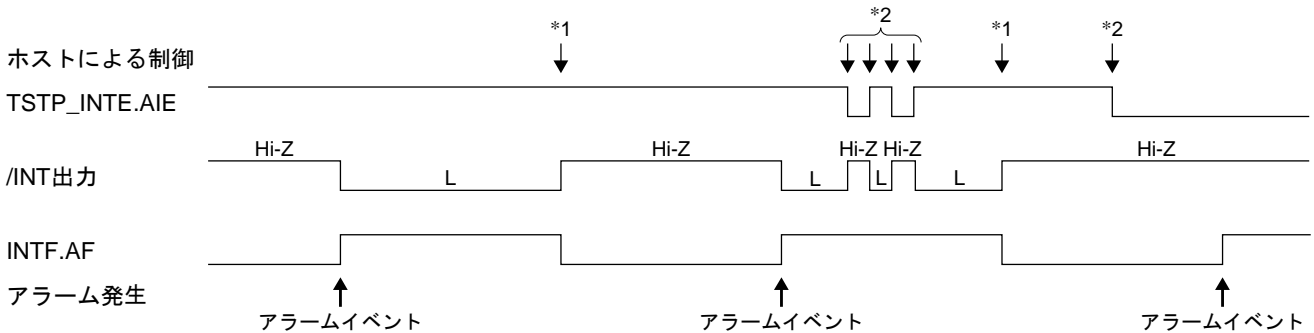 *1 *2 *1 *2
ホストによる制御
TSTP_INTE.AIE
Hi-Z Hi-Z Hi-Z Hi-Z Hi-Z
/INT出力
L L L L
INTF.AF
アラーム発生
アラームイベント アラームイベント アラームイベント